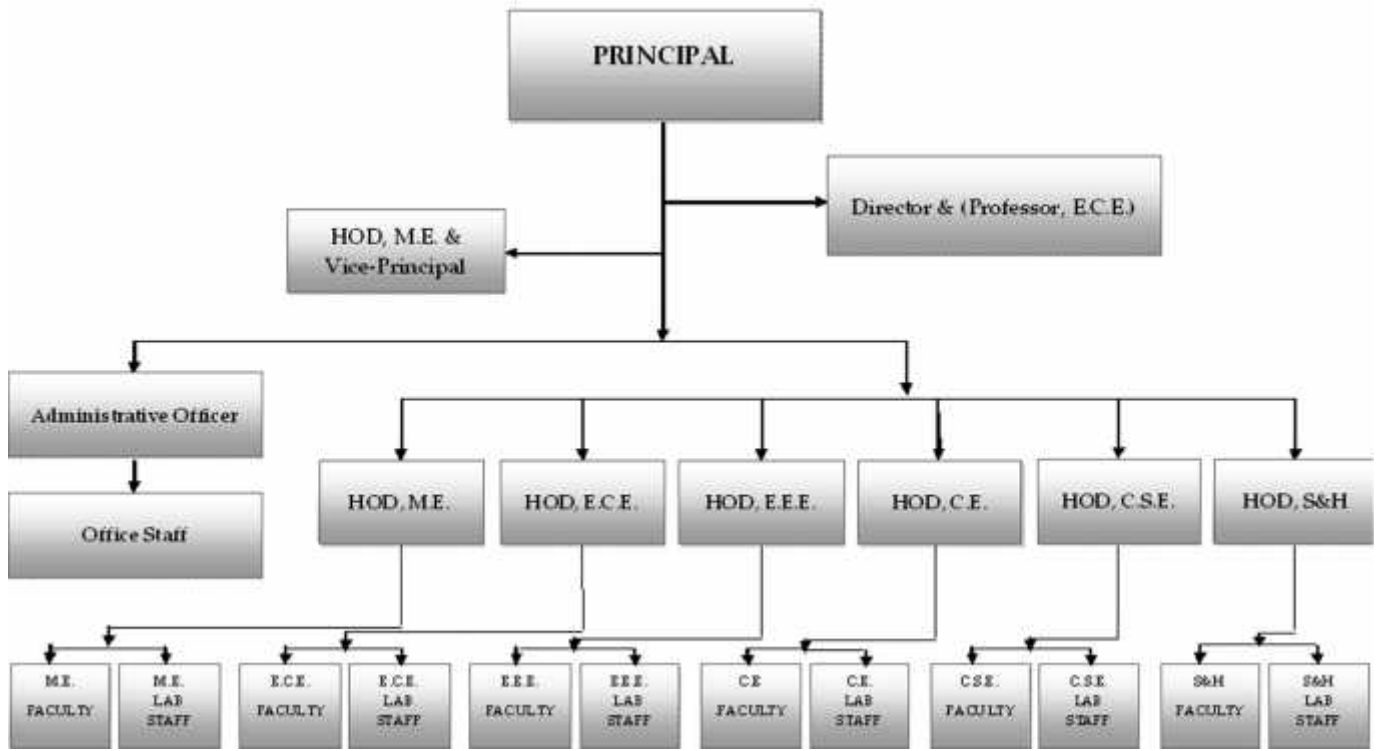 PRINCIPAL
Director & (Professor, E.C.E.)
HOD, M.E. &
Vice-Principal
Administrative Officer
Office Staff
HOD, M.E.
HOD, E.C.E.
HOD, E.E.E.
HOD, C.E.
HOD, C.S.E.
HOD, S&H
M.E.
FACULTY
M.E.
LAB
STAFF
E.C.E.
FACULTY
E.C.E.
LAB
STAFF
E.E.E.
FACULTY
E.E.E.
LAB
STAFF
C.E
FACULTY
C.E.
LAB
STAFF
C.S.E.
FACULTY
C.S.E.
LAB
STAFF
S&H
FACULTY
S&H
LAB
STAFF